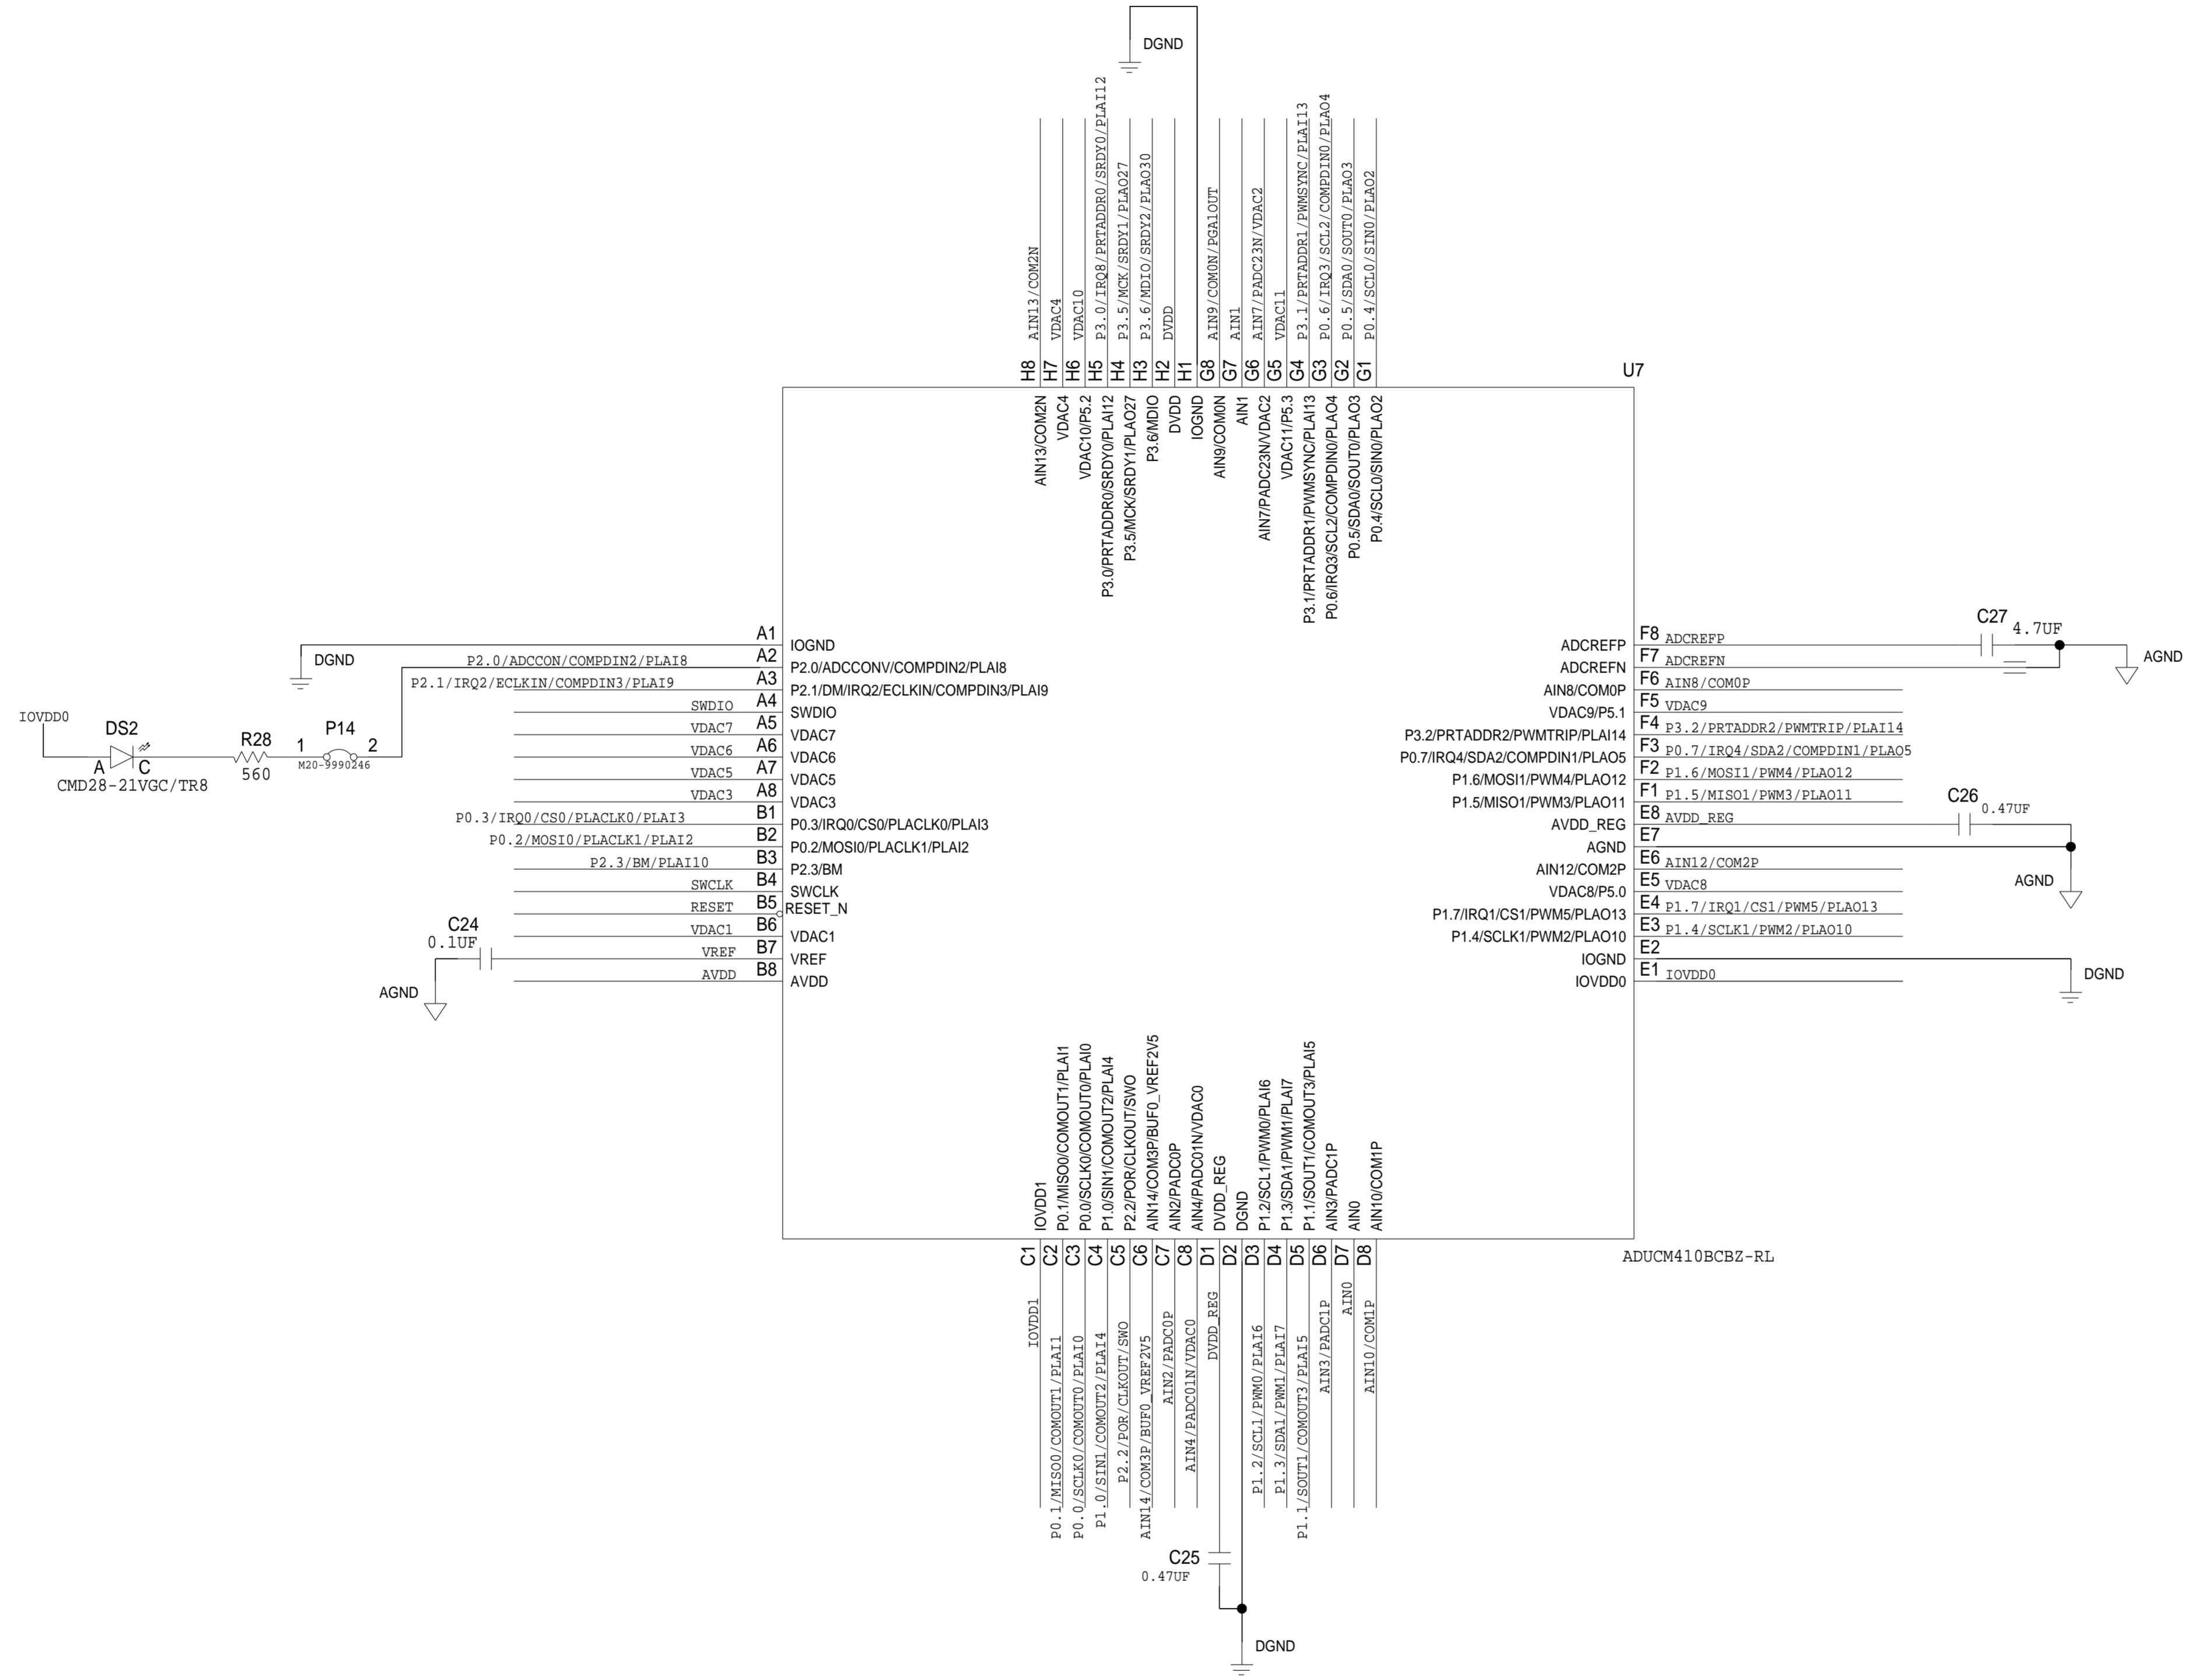 DGND
AIN13/COM2N
VDAC4
VDAC10
P3.0/IRQ8/PRTADDR0/SRDY0/PLAI12
P3.5/MCK/SRDY1/PLAO27
P3.6/MDIO/SRDY2/PLAO30
DVDD
AIN9/COM0N/PGA1OUT
AIN1
AIN7/PADC23N/VDAC2
VDAC11
P3.1/PRTADDR1/PWMSYNC/PLAI13
P0.6/IRQ3/SCL2/COMPDIN0/PLAO4
P0.5/SDA0/SOUT0/PLAO3
P0.4/SCL0/SIN0/PLAO2
H8
H7
H6
H5
H4
H3
H2
H1
G8
G7
G6
G5
G4
G3
G2
G1
U7
AIN13/COM2N
VDAC4
VDAC10/P5.2
P3.0/PRTADDR0/SRDY0/PLAI12
P3.5/MCK/SRDY1/PLAO27
P3.6/MDIO
DVDD
IOGND
AIN9/COM0N
AIN1
AIN7/PADC23N/VDAC2
VDAC11/P5.3
P3.1/PRTADDR1/PWMSYNC/PLAI13
P0.6/IRQ3/SCL2/COMPDIN0/PLAO4
P0.5/SDA0/SOUT0/PLAO3
P0.4/SCL0/SIN0/PLAO2
A1 IOGND
DGND
P2.0/ADCCON/COMPDIN2/PLAI8 A2 P2.0/ADCCONV/COMPDIN2/PLAI8
P2.1/IRQ2/ECLKIN/COMPDIN3/PLAI9 A3 P2.1/DM/IRQ2/ECLKIN/COMPDIN3/PLAI9
SWDIO A4 SWDIO
VDAC7 A5 VDAC7
VDAC6 A6 VDAC6
VDAC5 A7 VDAC5
VDAC3 A8 VDAC3
P0.3/IRQ0/CS0/PLACLK0/PLAI3 B1 P0.3/IRQ0/CS0/PLACLK0/PLAI3
P0.2/MOSI0/PLACLK1/PLAI2 B2 P0.2/MOSI0/PLACLK1/PLAI2
P2.3/BM/PLAI10 B3 P2.3/BM
SWCLK B4 SWCLK
RESET B5 RESET_N
VDAC1 B6 VDAC1
VREF B7 VREF
AVDD B8 AVDD
IOVDD0
DS2
A C
CMD28-21VGC/TR8
R28
560
P14
1 2
M20-9990246
C24
0.1UF
AGND
ADCREFP F8 ADCREFP
ADCREFN F7 ADCREFN
AIN8/COM0P F6 AIN8/COM0P
VDAC9/P5.1 F5 VDAC9
P3.2/PRTADDR2/PWMTRIP/PLAI14 F4 P3.2/PRTADDR2/PWMTRIP/PLAI14
P0.7/IRQ4/SDA2/COMPDIN1/PLAO5 F3 P0.7/IRQ4/SDA2/COMPDIN1/PLAO5
P1.6/MOSI1/PWM4/PLAO12 F2 P1.6/MOSI1/PWM4/PLAO12
P1.5/MISO1/PWM3/PLAO11 F1 P1.5/MISO1/PWM3/PLAO11
AVDD_REG E8 AVDD_REG
AGND E7
AIN12/COM2P E6 AIN12/COM2P
VDAC8/P5.0 E5 VDAC8
P1.7/IRQ1/CS1/PWM5/PLAO13 E4 P1.7/IRQ1/CS1/PWM5/PLAO13
P1.4/SCLK1/PWM2/PLAO10 E3 P1.4/SCLK1/PWM2/PLAO10
IOGND E2
IOVDD0 E1 IOVDD0
C27
4.7UF
AGND
C26
0.47UF
AGND
DGND
IOVDD1
P0.1/MISO0/COMOUT1/PLAI1
P0.0/SCLK0/COMOUT0/PLAI0
P1.0/SIN1/COMOUT2/PLAI4
P2.2/POR/CLKOUT/SWO
AIN14/COM3P/BUF0_VREF2V5
AIN2/PADC0P
AIN4/PADC01N/VDAC0
DVDD_REG
DGND
P1.2/SCL1/PWM0/PLAI6
P1.3/SDA1/PWM1/PLAI7
P1.1/SOUT1/COMOUT3/PLAI5
AIN3/PADC1P
AIN0
AIN10/COM1P
C1
C2
C3
C4
C5
C6
C7
C8
D1
D2
D3
D4
D5
D6
D7
D8
ADUCM410BCBZ-RL
IOVDD1
P0.1/MISO0/COMOUT1/PLAI1
P0.0/SCLK0/COMOUT0/PLAI0
P1.0/SIN1/COMOUT2/PLAI4
P2.2/POR/CLKOUT/SWO
AIN14/COM3P/BUF0_VREF2V5
AIN2/PADC0P
AIN4/PADC01N/VDAC0
DVDD_REG
P1.2/SCL1/PWM0/PLAI6
P1.3/SDA1/PWM1/PLAI7
P1.1/SOUT1/COMOUT3/PLAI5
AIN3/PADC1P
AIN0
AIN10/COM1P
C25
0.47UF
DGND